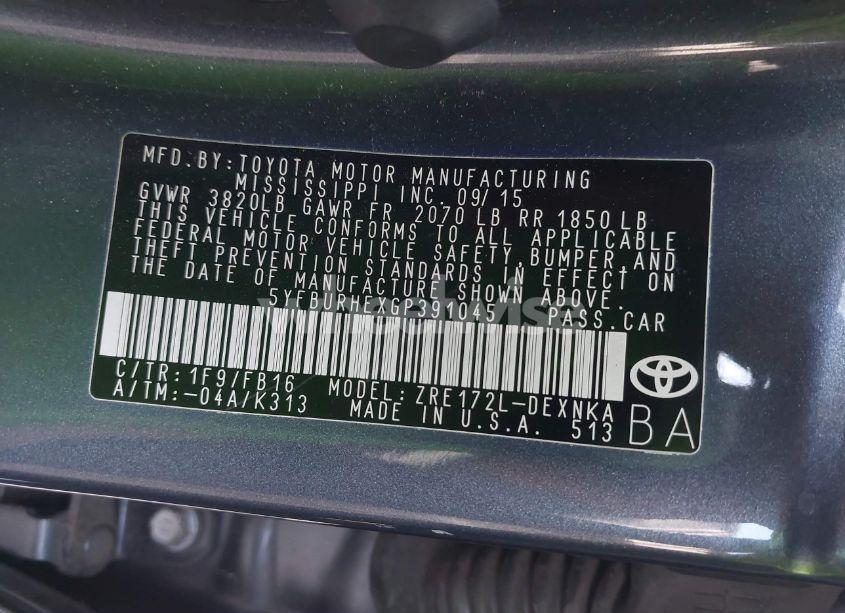 MFD. BY: TOYOTA MOTOR MANUFACTURING
MISSISSIPPI INC. 09/15
GVWR 3820LB GAWR FR 2070 LB RR 1850 LB
THIS VEHICLE CONFORMS TO ALL APPLICABLE
FEDERAL MOTOR VEHICLE SAFETY, BUMPER AND
THEFT PREVENTION STANDARDS IN EFFECT ON
THE DATE OF MANUFACTURE SHOWN ABOVE.
5YFBURHEXGP391045 PASS. CAR
C/TR: 1F9/FB16 MODEL: ZRE172L-DEXNKA
A/TM: -04A/K313 MADE IN U.S.A. 513
BA